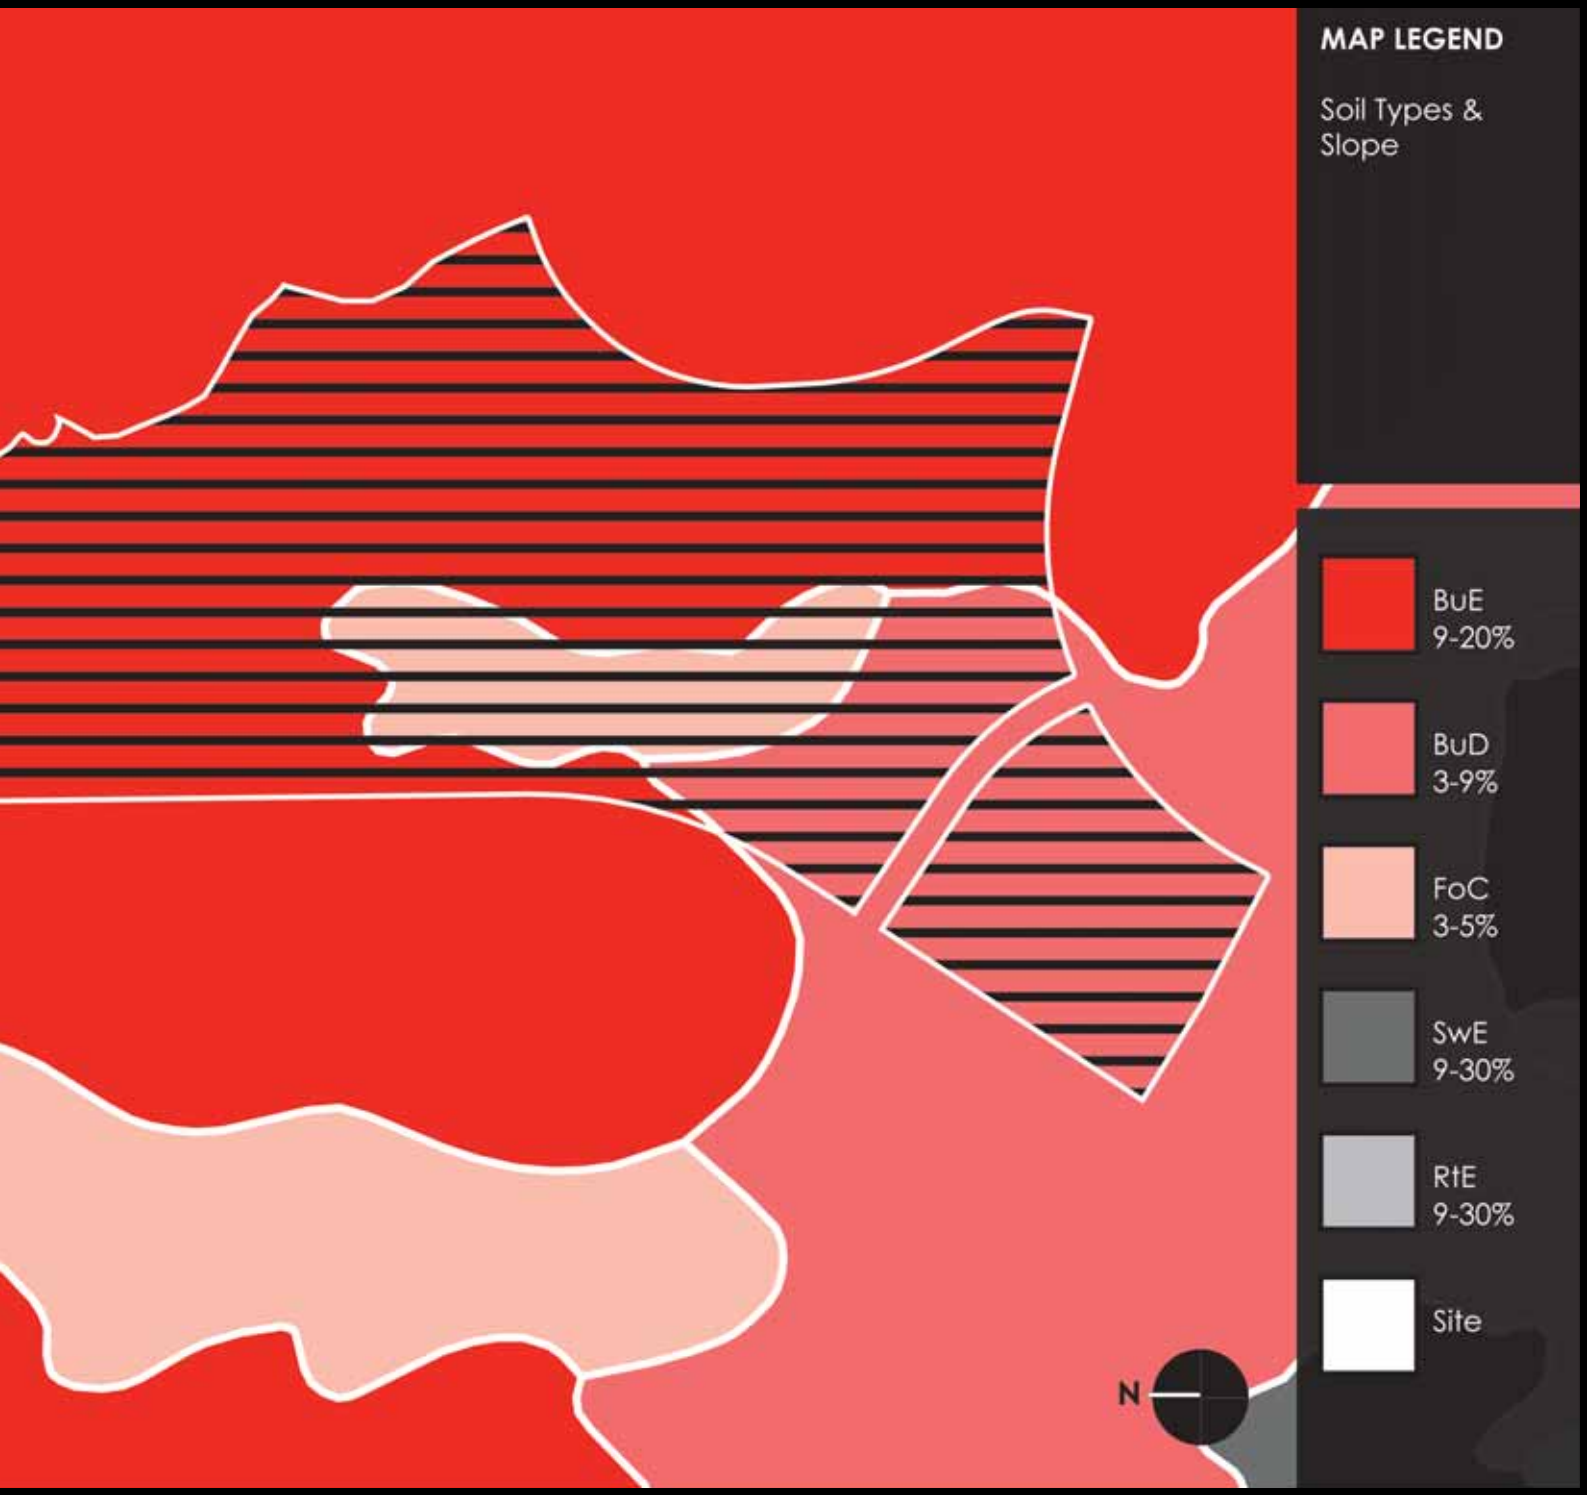 MAP LEGEND
Soil Types &
Slope
BuE
9-20%
BuD
3-9%
FoC
3-5%
SwE
9-30%
RtE
9-30%
Site
N